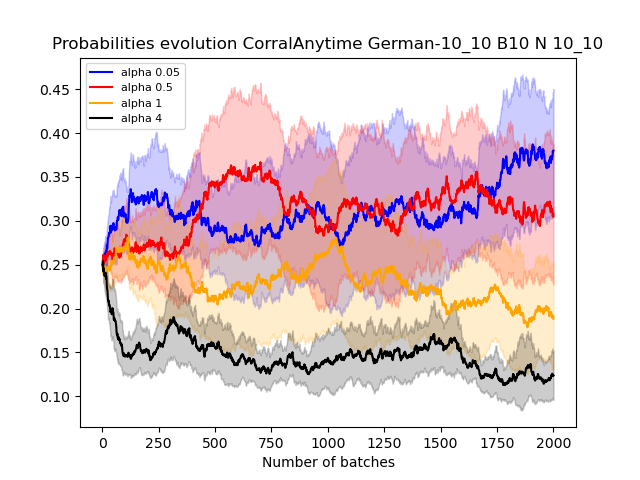 Probabilities evolution CorralAnytime German-10_10 B10 N 10_10
alpha 0.05
alpha 0.5
alpha 1
alpha 4
0.45
0.40
0.35
0.30
0.25
0.20
0.15
0.10
0 250 500 750 1000 1250 1500 1750 2000
Number of batches